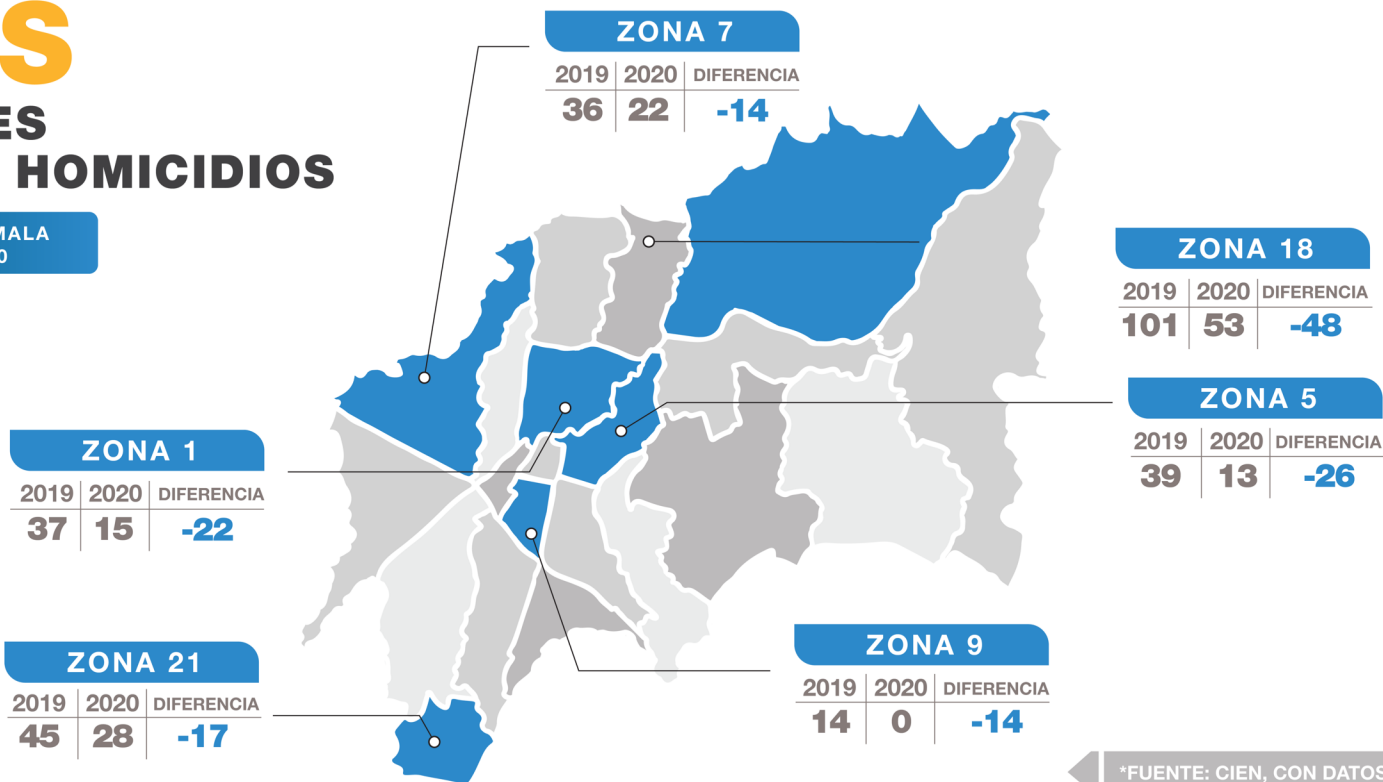 S
ES
HOMICIDIOS
MALA
0
ZONA 7
2019 2020 DIFERENCIA
36 22 -14
ZONA 18
2019 2020 DIFERENCIA
101 53 -48
ZONA 5
2019 2020 DIFERENCIA
39 13 -26
ZONA 1
2019 2020 DIFERENCIA
37 15 -22
ZONA 21
2019 2020 DIFERENCIA
45 28 -17
ZONA 9
2019 2020 DIFERENCIA
14 0 -14
*FUENTE: CIEN, CON DATOS